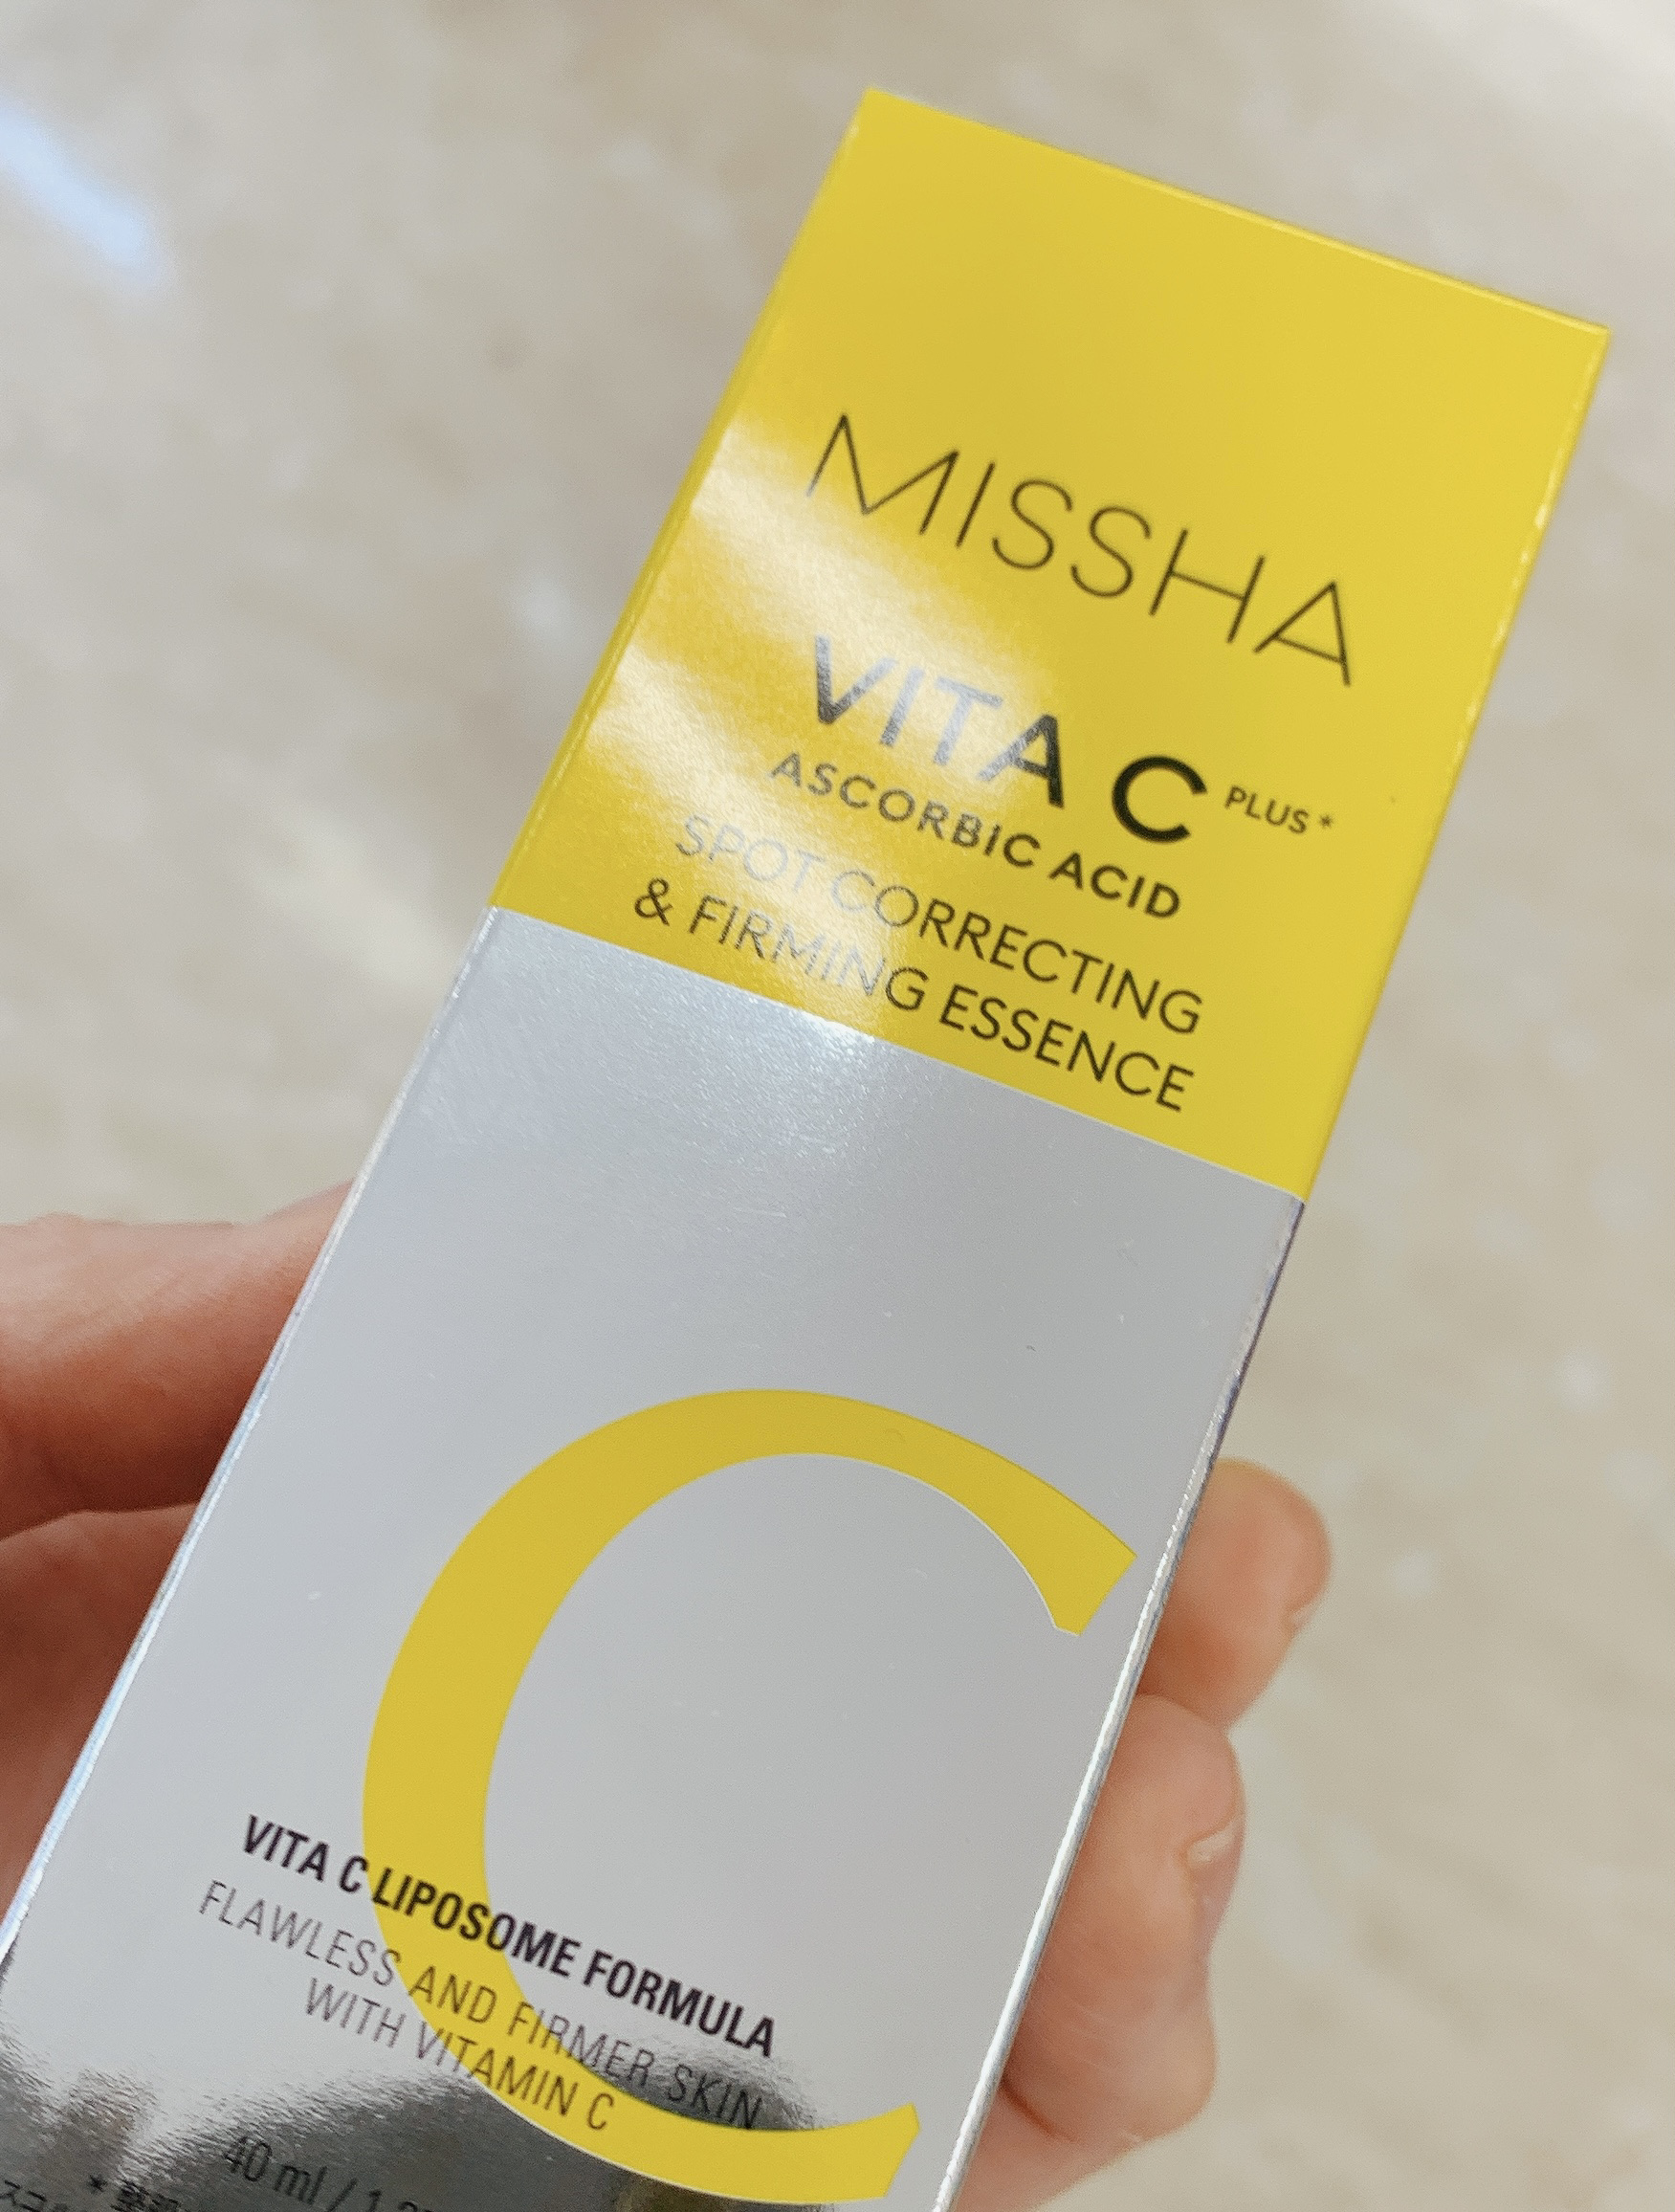 MISSHA
VITA C PLUS*
ASCORBIC ACID
SPOT CORRECTING
& FIRMING ESSENCE
C
VITA C LIPOSOME FORMULA
FLAWLESS AND FIRMER SKIN
WITH VITAMIN C
40 ml /
*